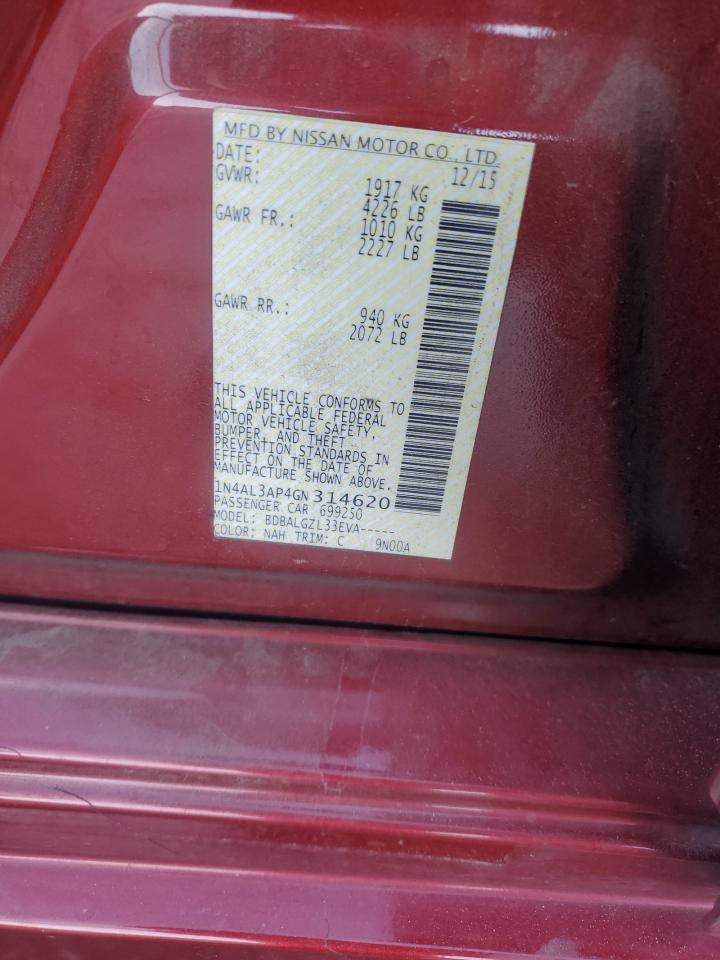 MFD BY NISSAN MOTOR CO., LTD.
DATE: 12/15
GVWR: 1917 KG
4226 LB
GAWR FR.: 1010 KG
2227 LB
GAWR RR.: 940 KG
2072 LB
THIS VEHICLE CONFORMS TO
ALL APPLICABLE FEDERAL
MOTOR VEHICLE SAFETY,
BUMPER, AND THEFT
PREVENTION STANDARDS IN
EFFECT ON THE DATE OF
MANUFACTURE SHOWN ABOVE.
1N4AL3AP4GN314620
PASSENGER CAR 699250
MODEL: BDBALGZL33EVA-----
COLOR: NAH TRIM: C 9N00A